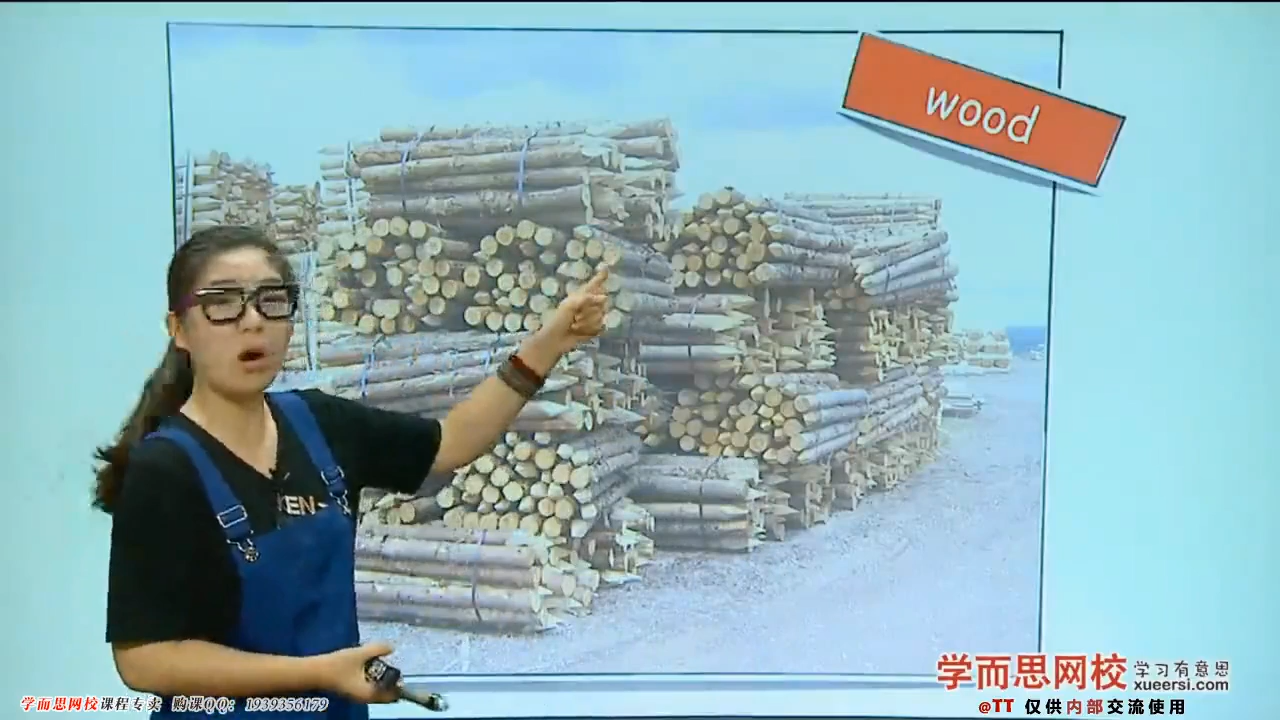 wood
KEN
学而思网校 学习有意思
xueersi.com
学而思网校课程专卖 购课QQ：1939356179
@TT 仅供内部交流使用